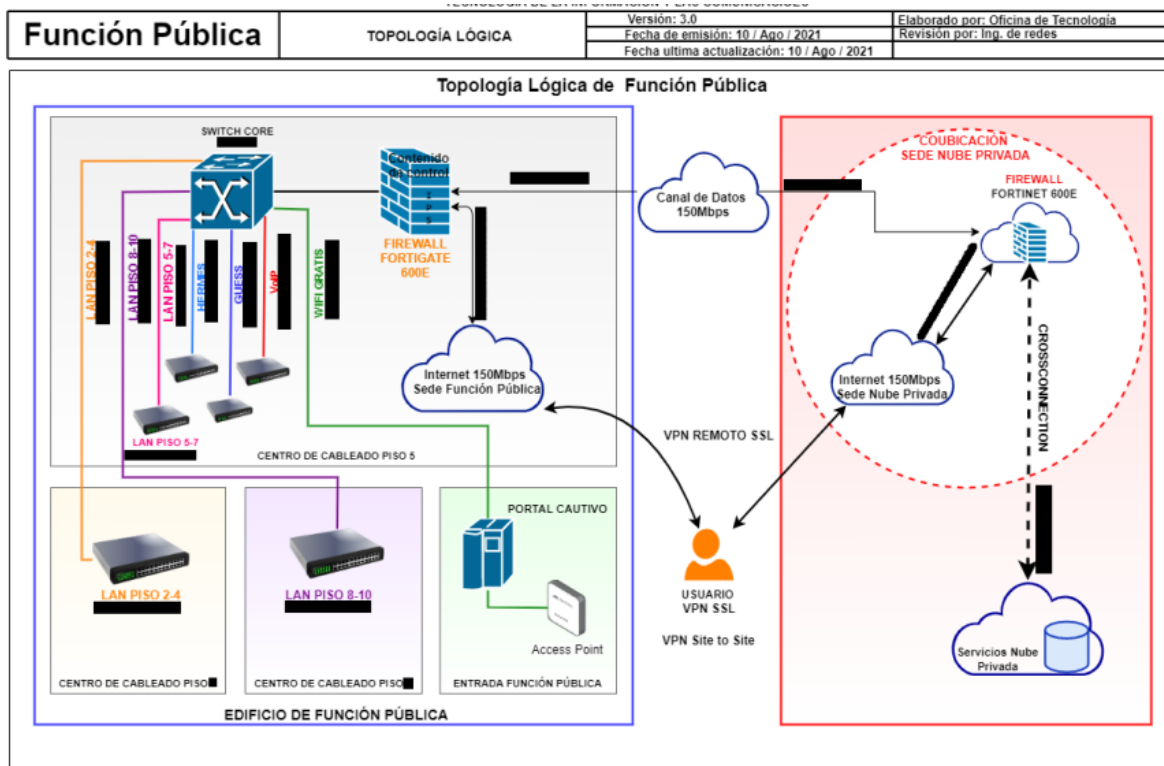 TECNOLOGÍA DE LA INFORMACIÓN Y LAS COMUNICACIONES
Función Pública
TOPOLOGÍA LÓGICA
Versión: 3.0
Fecha de emisión: 10 / Ago / 2021
Fecha ultima actualización: 10 / Ago / 2021
Elaborado por: Oficina de Tecnología
Revisión por: Ing. de redes
Topología Lógica de Función Pública
SWITCH CORE
Contenido
de control
I
P
S
FIREWALL
FORTIGATE
600E
LAN PISO 2-4
LAN PISO 8-10
LAN PISO 5-7
HERMES
GUESS
VoIP
WIFI GRATIS
LAN PISO 5-7
Internet 150Mbps
Sede Función Pública
CENTRO DE CABLEADO PISO 5
Canal de Datos
150Mbps
COUBICACIÓN
SEDE NUBE PRIVADA
FIREWALL
FORTINET 600E
Internet 150Mbps
Sede Nube Privada
CROSSCONNECTION
VPN REMOTO SSL
USUARIO
VPN SSL
VPN Site to Site
Servicios Nube
Privada
LAN PISO 2-4
CENTRO DE CABLEADO PISO
LAN PISO 8-10
CENTRO DE CABLEADO PISO
PORTAL CAUTIVO
Access Point
ENTRADA FUNCIÓN PÚBLICA
EDIFICIO DE FUNCIÓN PÚBLICA